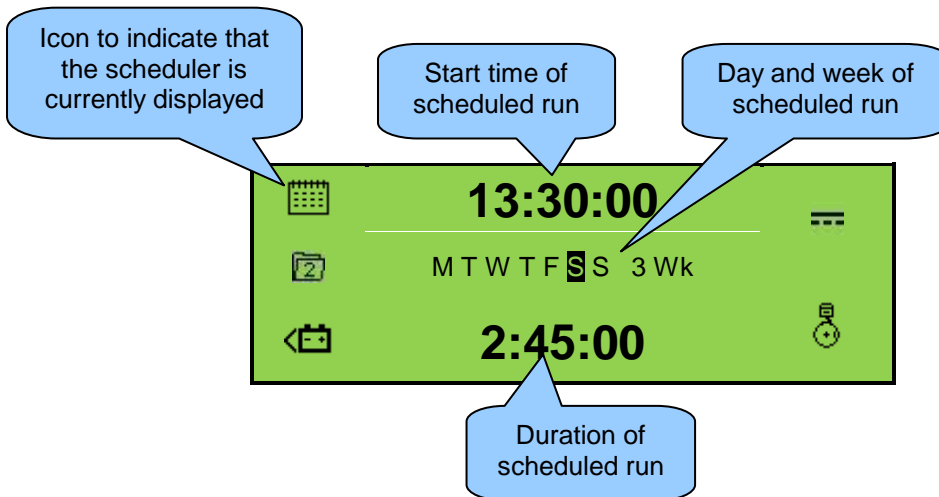 Icon to indicate that
the scheduler is
currently displayed
Start time of
scheduled run
Day and week of
scheduled run
13:30:00
2
M T W T F S S 3 Wk
2:45:00
Duration of
scheduled run